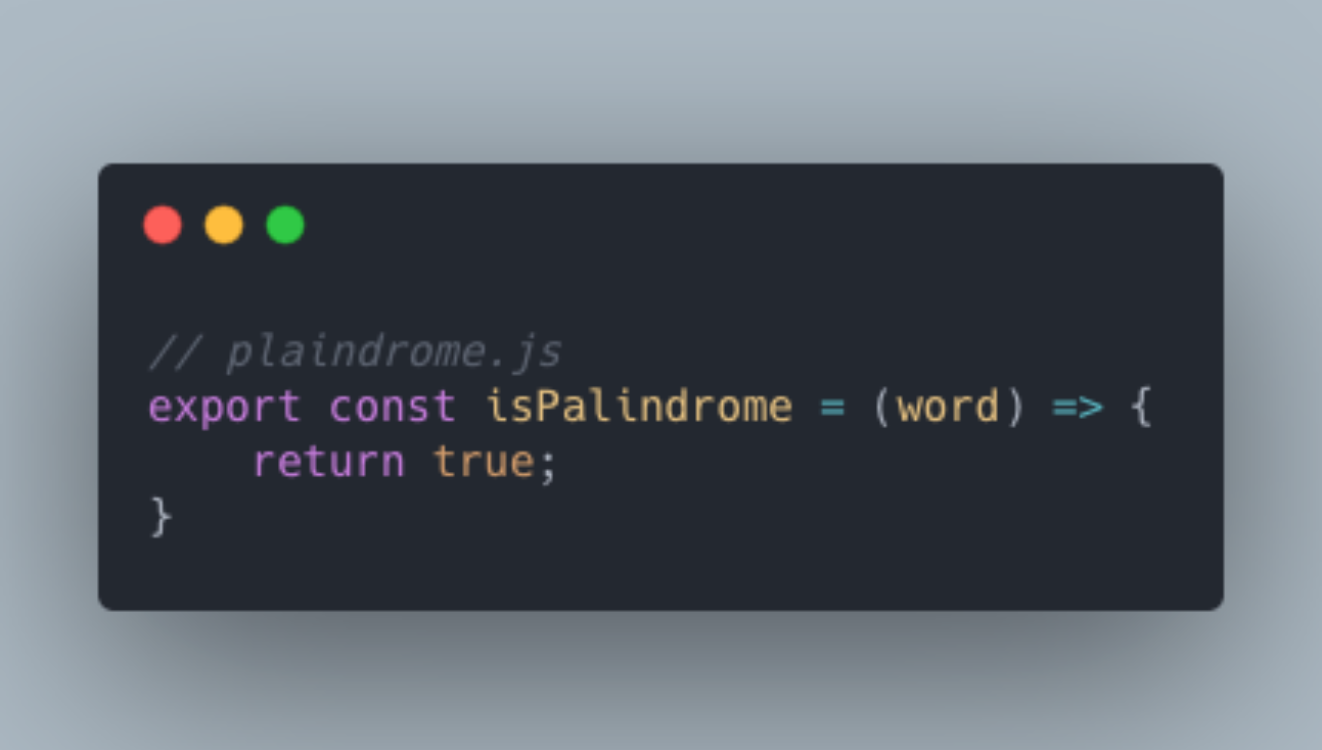 // plaindrome.js
export const isPalindrome = (word) => {
    return true;
}